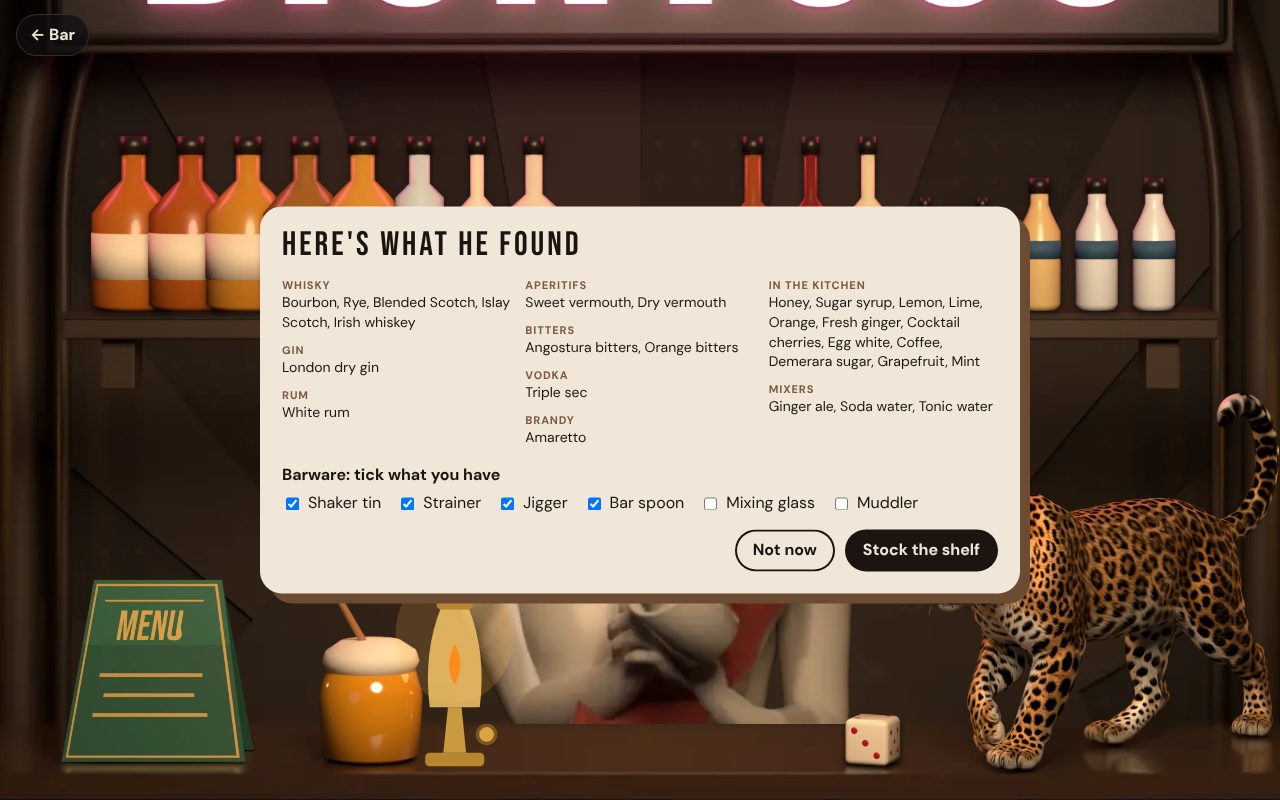 ← Bar
HERE'S WHAT HE FOUND
WHISKY
Bourbon, Rye, Blended Scotch, Islay
Scotch, Irish whiskey
GIN
London dry gin
RUM
White rum
APERITIFS
Sweet vermouth, Dry vermouth
BITTERS
Angostura bitters, Orange bitters
VODKA
Triple sec
BRANDY
Amaretto
IN THE KITCHEN
Honey, Sugar syrup, Lemon, Lime,
Orange, Fresh ginger, Cocktail
cherries, Egg white, Coffee,
Demerara sugar, Grapefruit, Mint
MIXERS
Ginger ale, Soda water, Tonic water
Barware: tick what you have
Shaker tin Strainer Jigger Bar spoon Mixing glass Muddler
Not now Stock the shelf
MENU